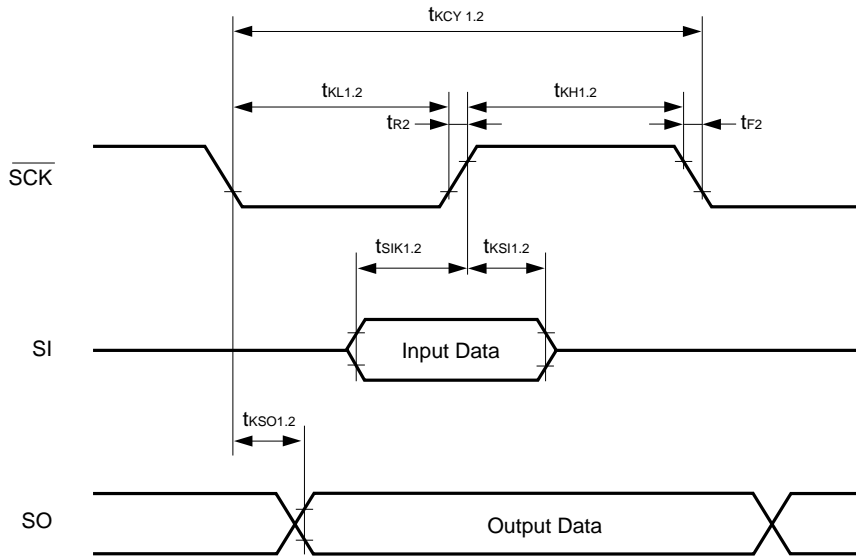 tKCY 1.2
tKL1.2
tKH1.2
tR2
tF2
SCK
tSIK1.2
tKSI1.2
SI
Input Data
tKSO1.2
SO
Output Data